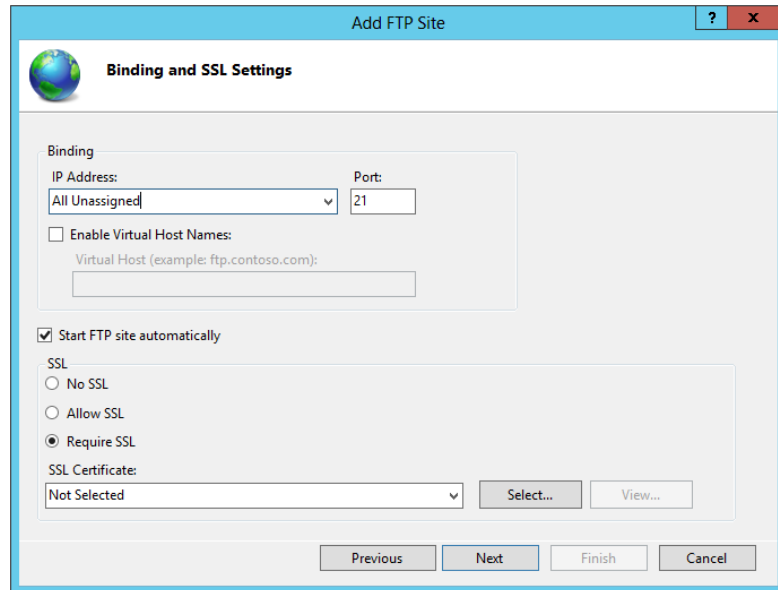 Add FTP Site
?
x
Binding and SSL Settings
Binding
IP Address: Port:
All Unassigned 21
Enable Virtual Host Names:
Virtual Host (example: ftp.contoso.com):
Start FTP site automatically
SSL
No SSL
Allow SSL
Require SSL
SSL Certificate:
Not Selected Select... View...
Previous Next Finish Cancel